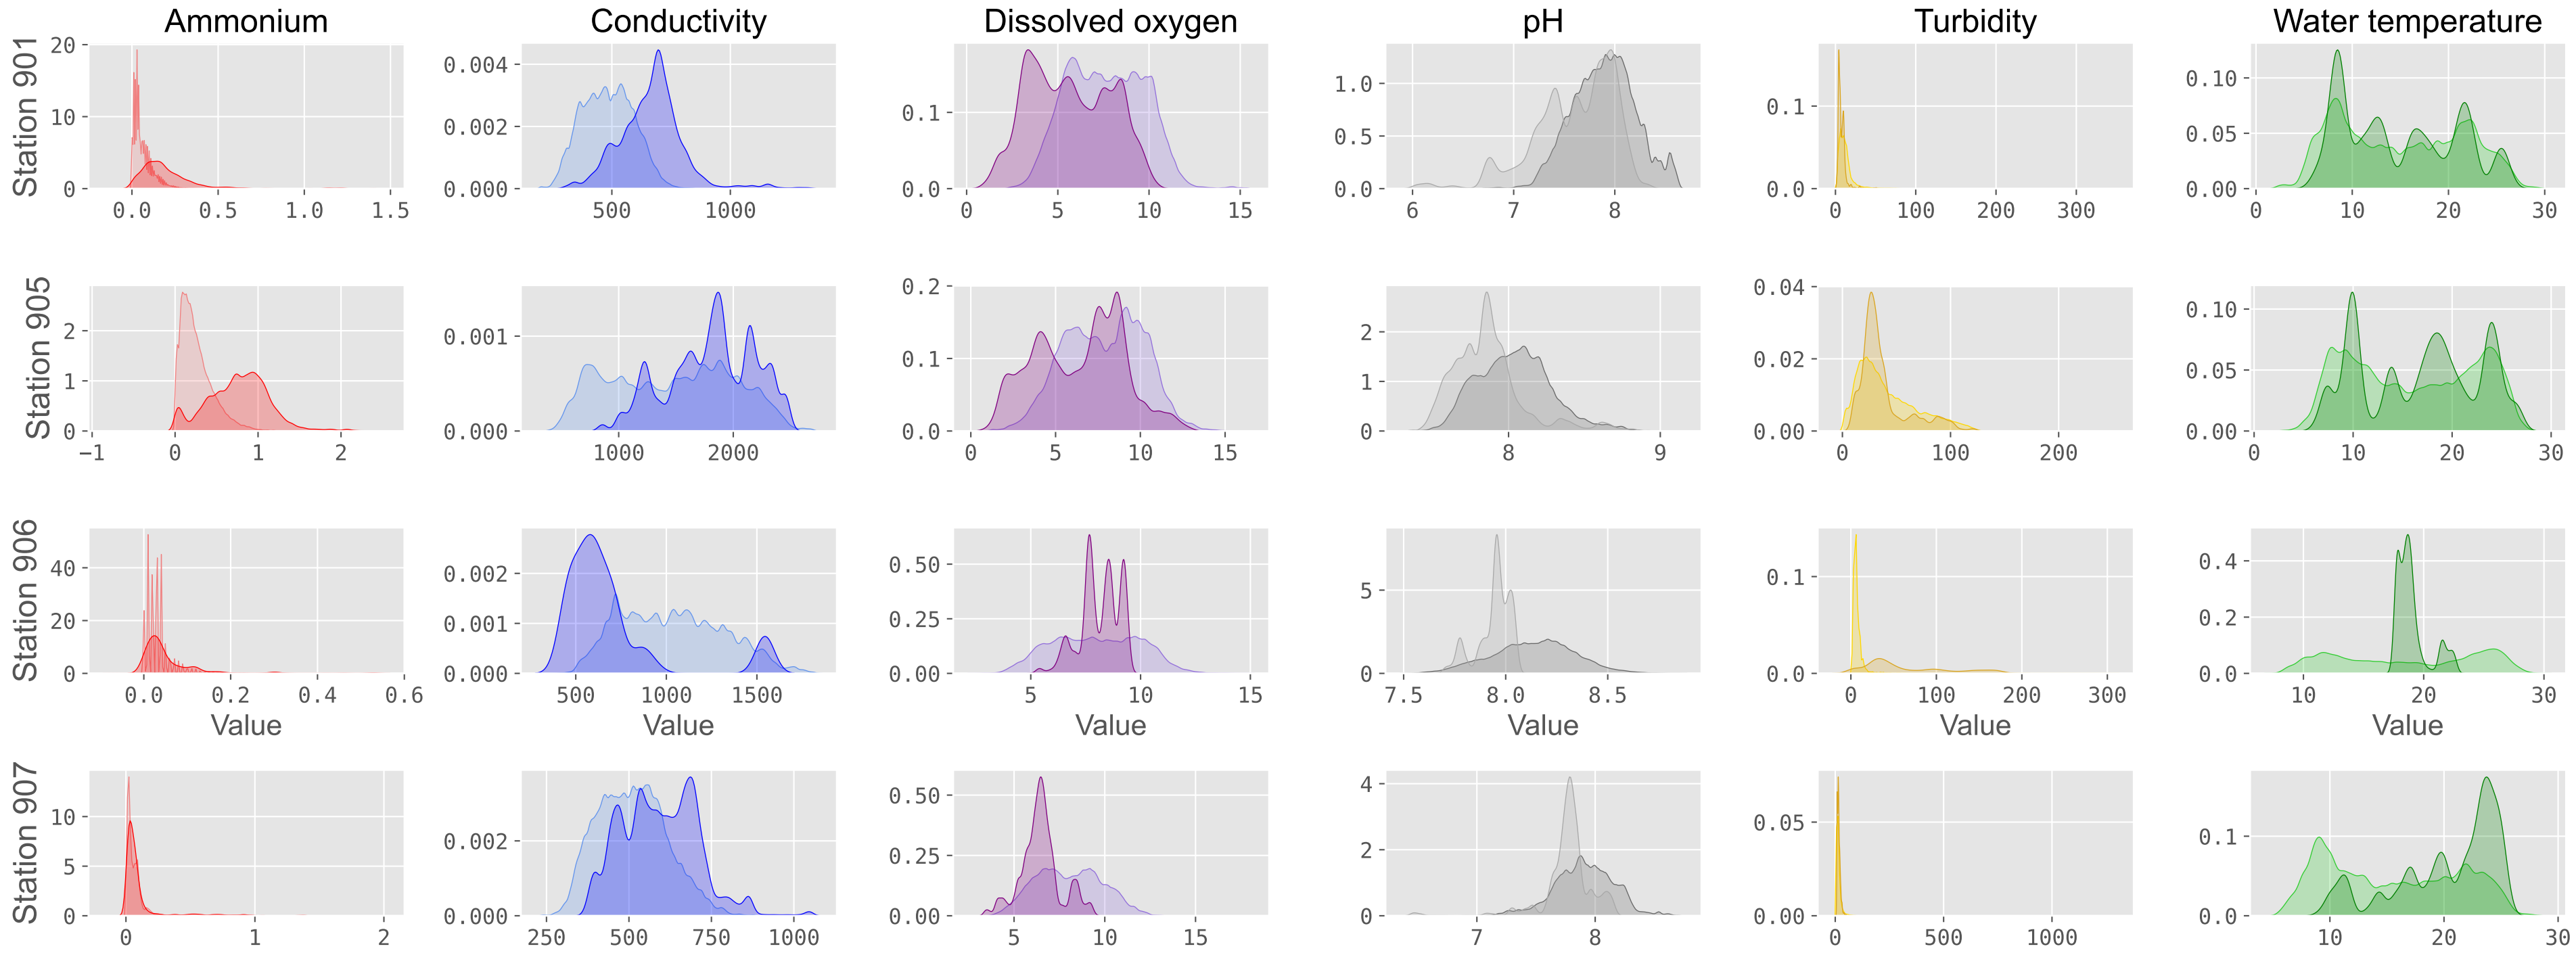 Ammonium Conductivity Dissolved oxygen pH Turbidity Water temperature
Station 901
20 10 0
0.0 0.5 1.0 1.5
0.004 0.002 0.000
500 1000
0.1 0.0
0 5 10 15
1.0 0.5 0.0
6 7 8
0.1 0.0
0 100 200 300
0.10 0.05 0.00
0 10 20 30
Station 905
2 1 0
−1 0 1 2
0.001 0.000
1000 2000
0.2 0.1 0.0
0 5 10 15
2 1 0
8 9
0.04 0.02 0.00
0 100 200
0.10 0.05 0.00
0 10 20 30
Station 906
40 20 0
0.0 0.2 0.4 0.6
Value
0.002 0.001 0.000
500 1000 1500
Value
0.50 0.25 0.00
5 10 15
Value
5 0
7.5 8.0 8.5
Value
0.1 0.0
0 100 200 300
Value
0.4 0.2 0.0
10 20 30
Value
Station 907
10 5 0
0 1 2
0.002 0.000
250 500 750 1000
0.50 0.25 0.00
5 10 15
4 2 0
7 8
0.05 0.00
0 500 1000
0.1 0.0
10 20 30